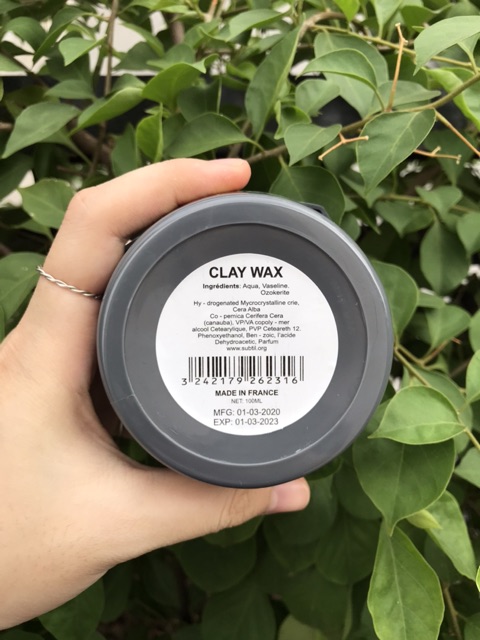 CLAY WAX
Ingrédients: Aqua, Vaseline,
Ozokerite
Hy - drogenated Mycrocrystalline crie,
Cera Alba
Co - pernica Cerifera Cera
(canauba), VP/VA copoly - mer
alcool Cetearylique, PVP Ceteareth 12.
Phenoxyethanol, Ben - zoic, l'acide
Dehydroacetic, Parfum
www.subtil.org
3 242179 262316
MADE IN FRANCE
NET: 100ML
MFG: 01-03-2020
EXP: 01-03-2023